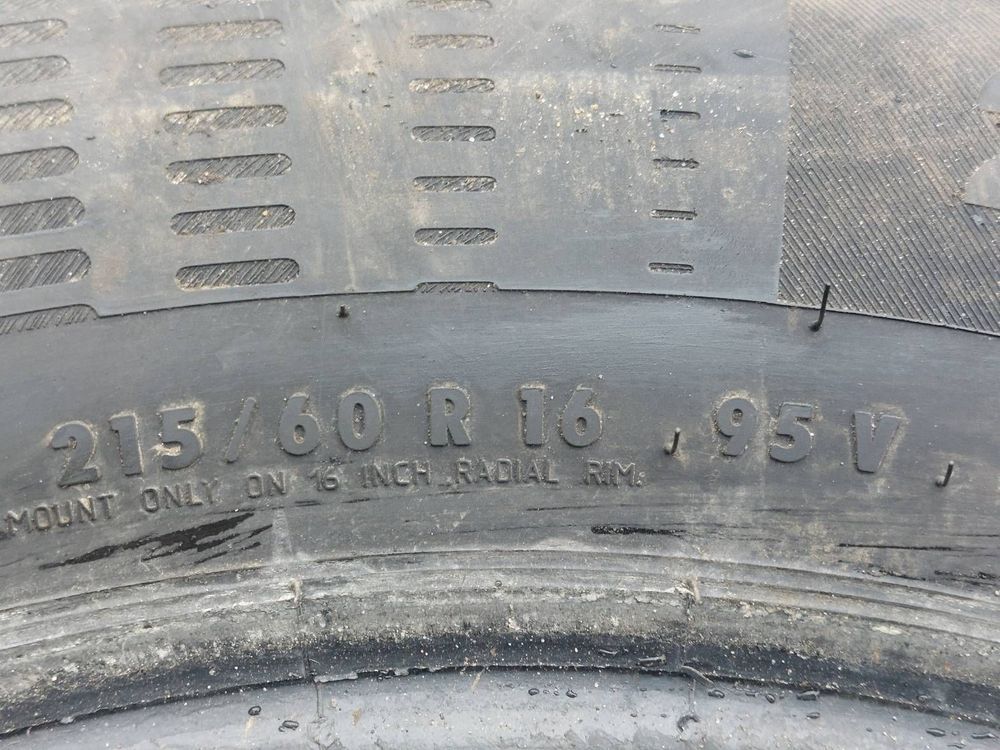 215/60 R 16 95 V
MOUNT ONLY ON 16 INCH RADIAL RIM.